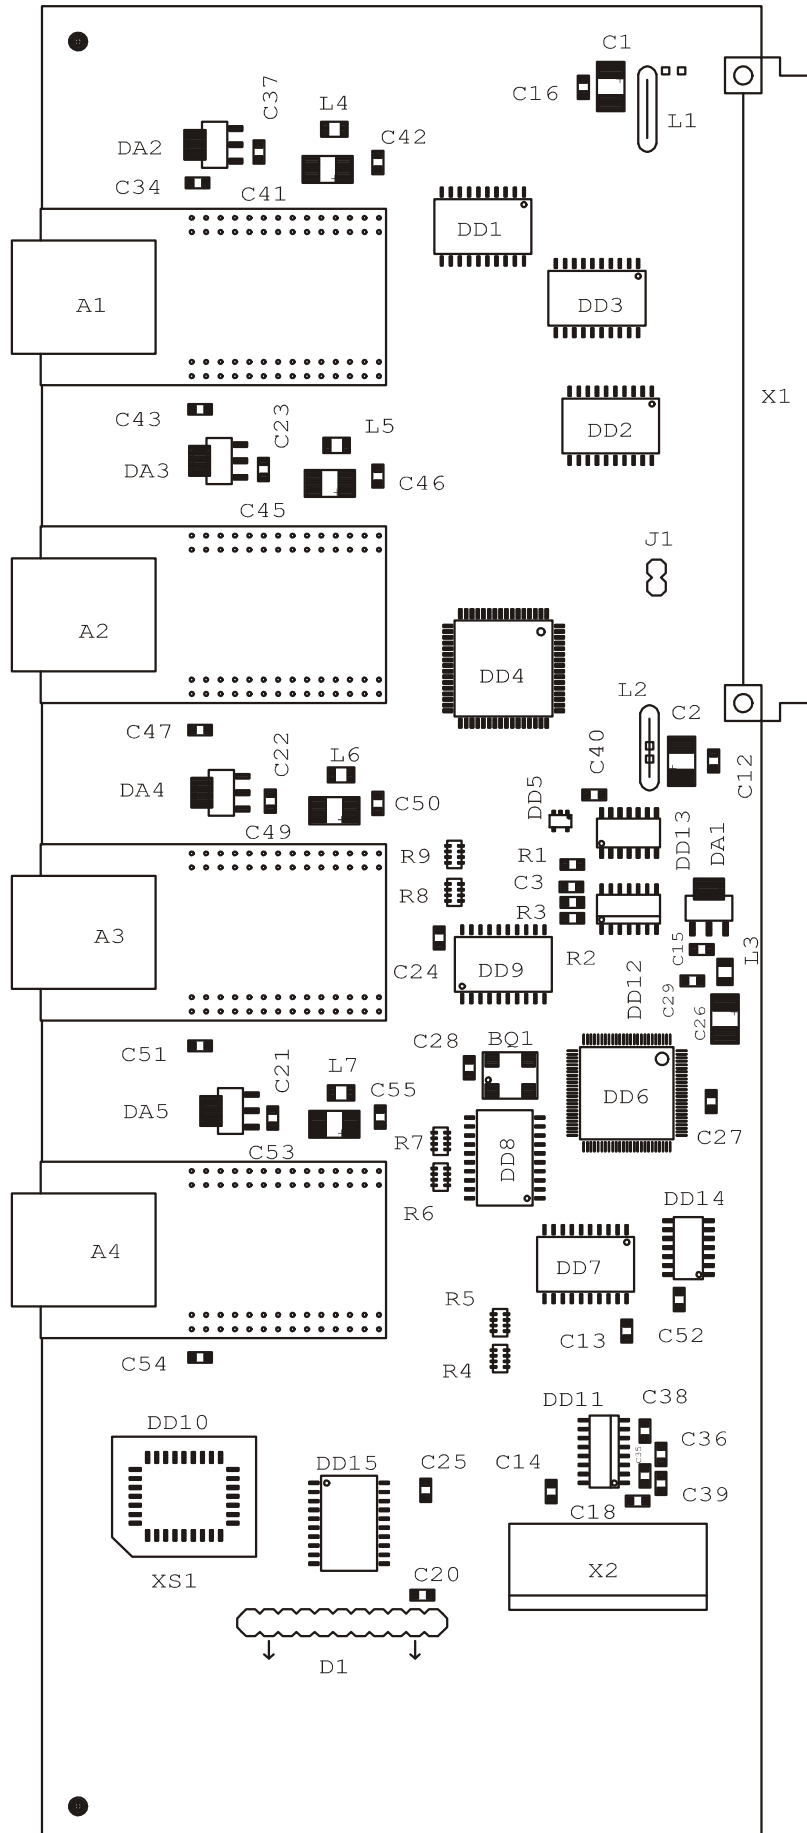 C1
C37
C16
L4
L1
C42
DA2
C34
C41
DD1
A1
DD3
X1
C43
C23
L5
DD2
DA3
C46
C45
J1
A2
DD4
L2
C2
C47
C22
C40
L6
C12
DA4
DD5
C50
C49
DD13
DA1
R9
R1
R8
C3
R3
A3
C15
L3
R2
C24
DD9
DD12
C29
C26
BQ1
C28
C51
C21
L7
DD6
DA5
C55
C27
R7
C53
DD8
DD14
R6
A4
DD7
R5
C52
C13
C54
R4
DD11
C38
DD10
C36
C35
DD15
C25
C14
C39
C18
X2
C20
XS1
D1